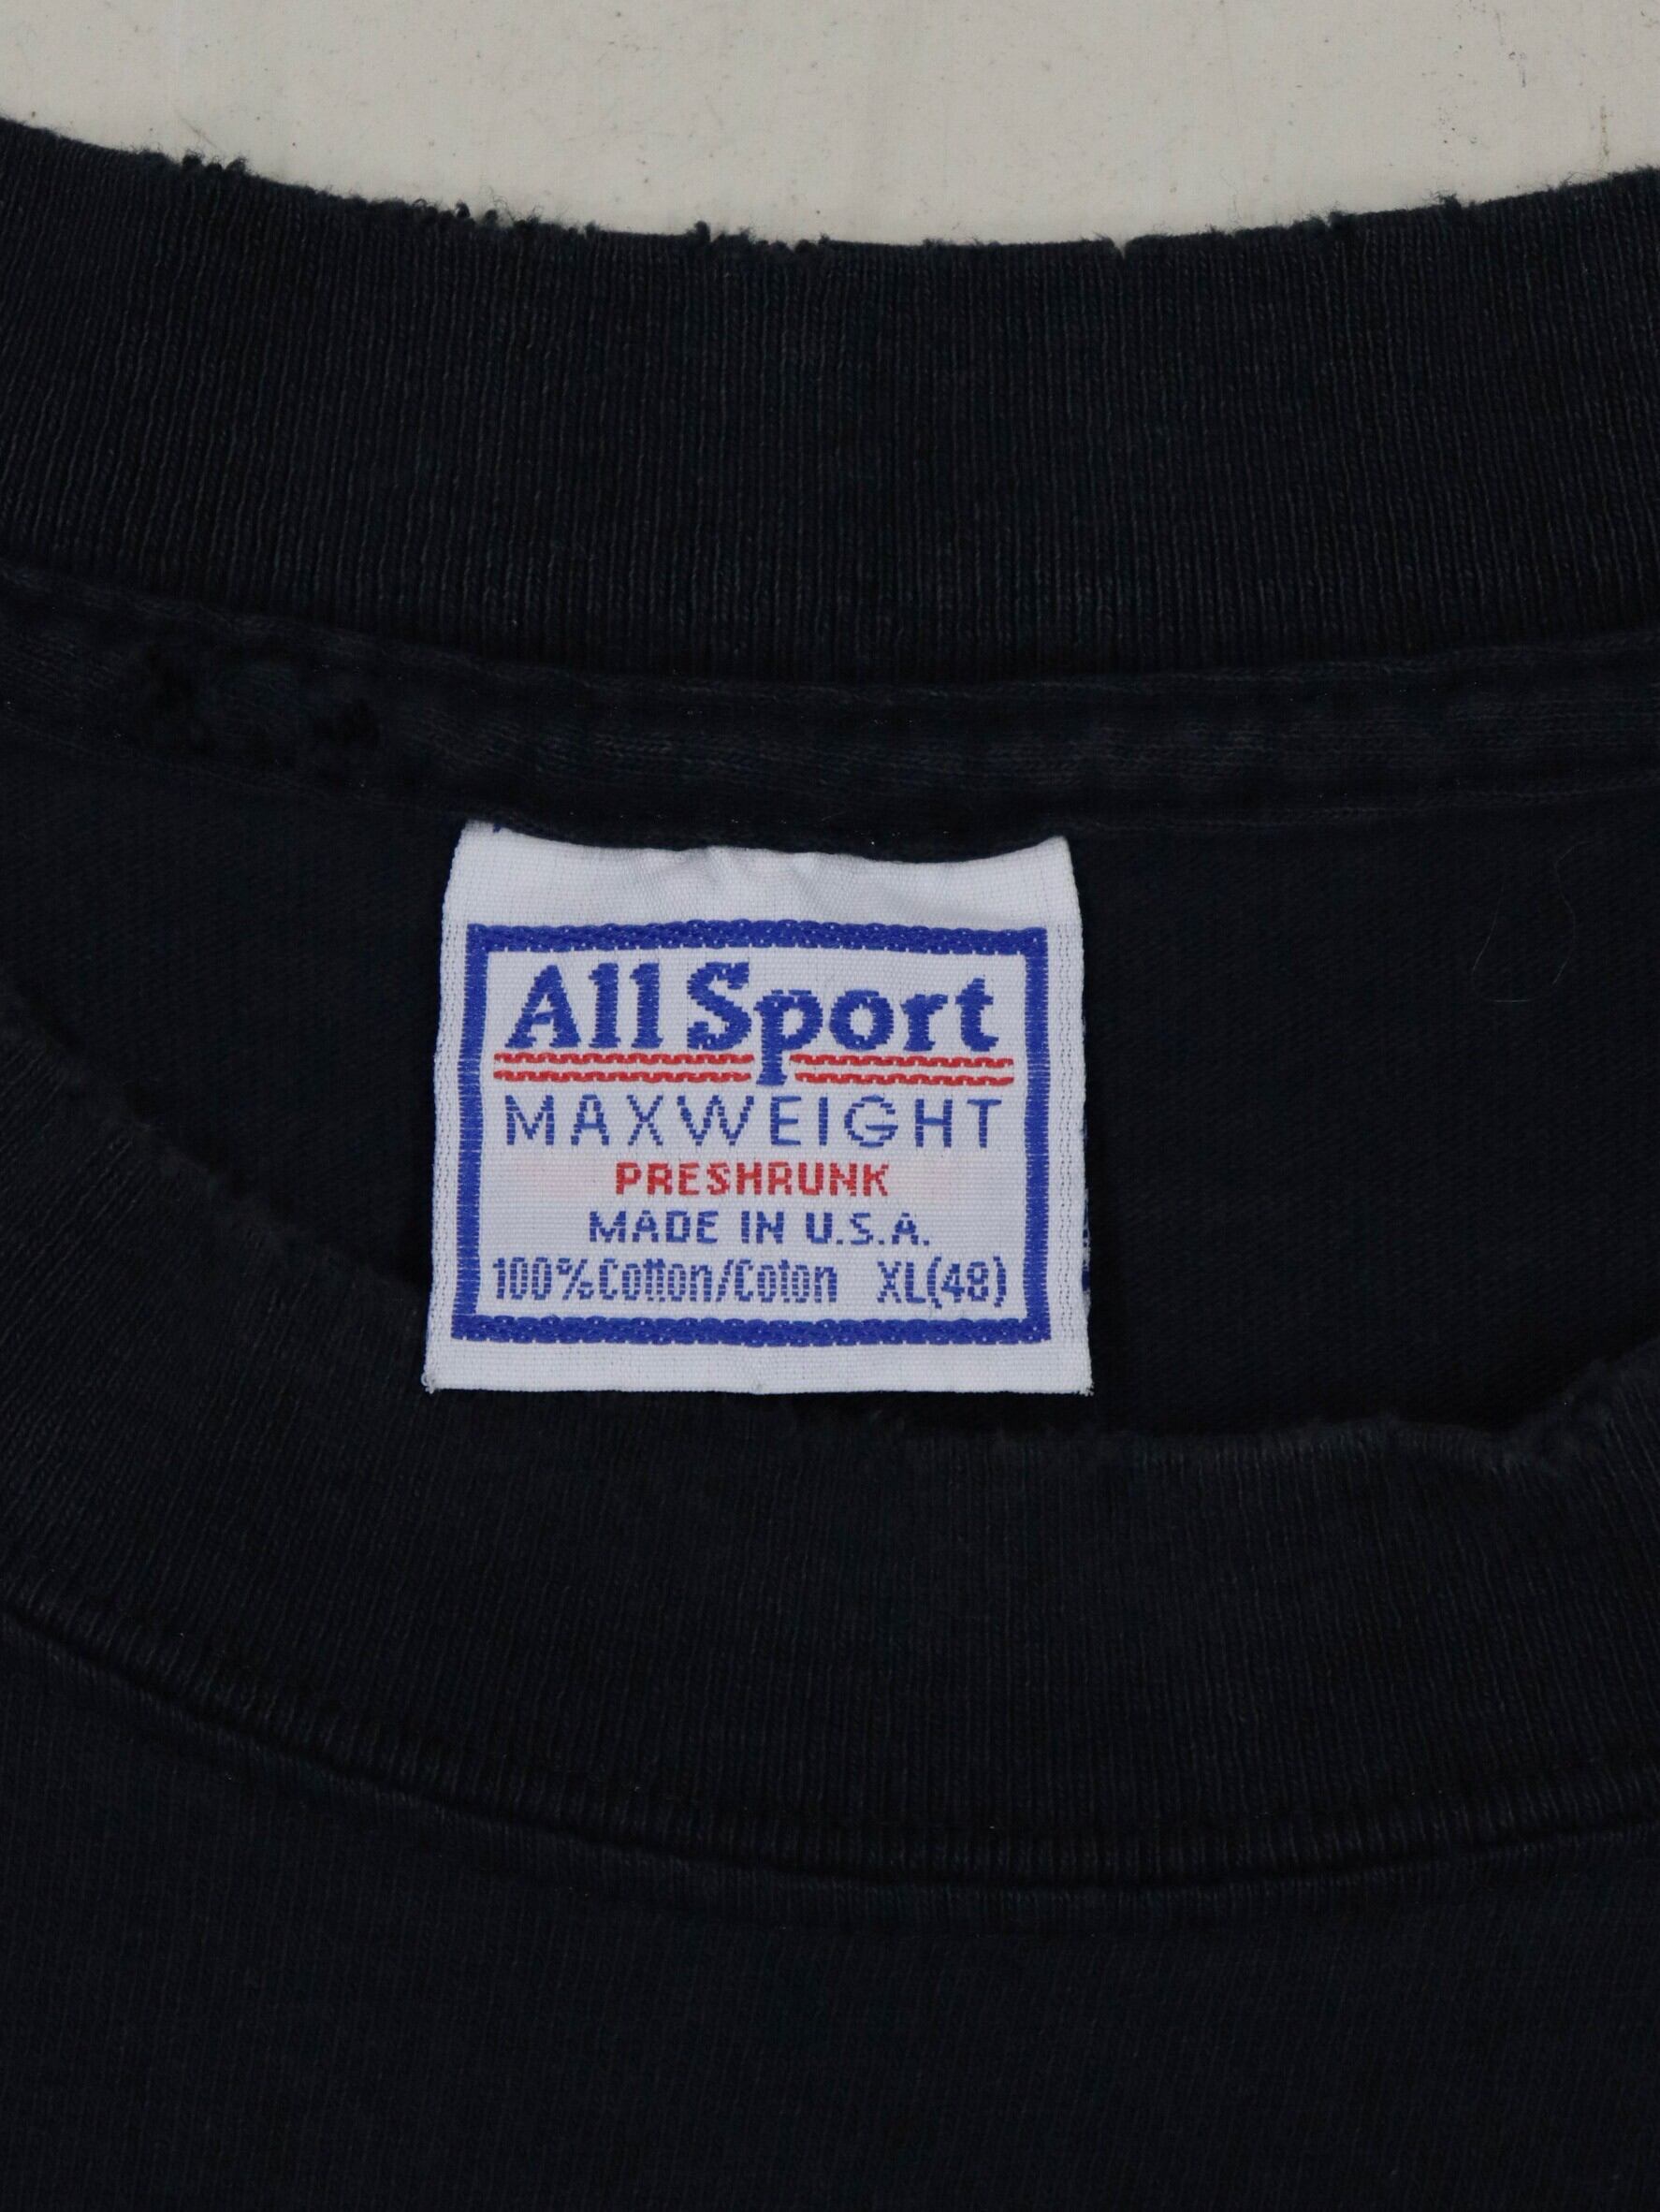 All Sport
MAXWEIGHT
PRESHRUNK
MADE IN U.S.A.
100% Cotton/Coton XL(48)